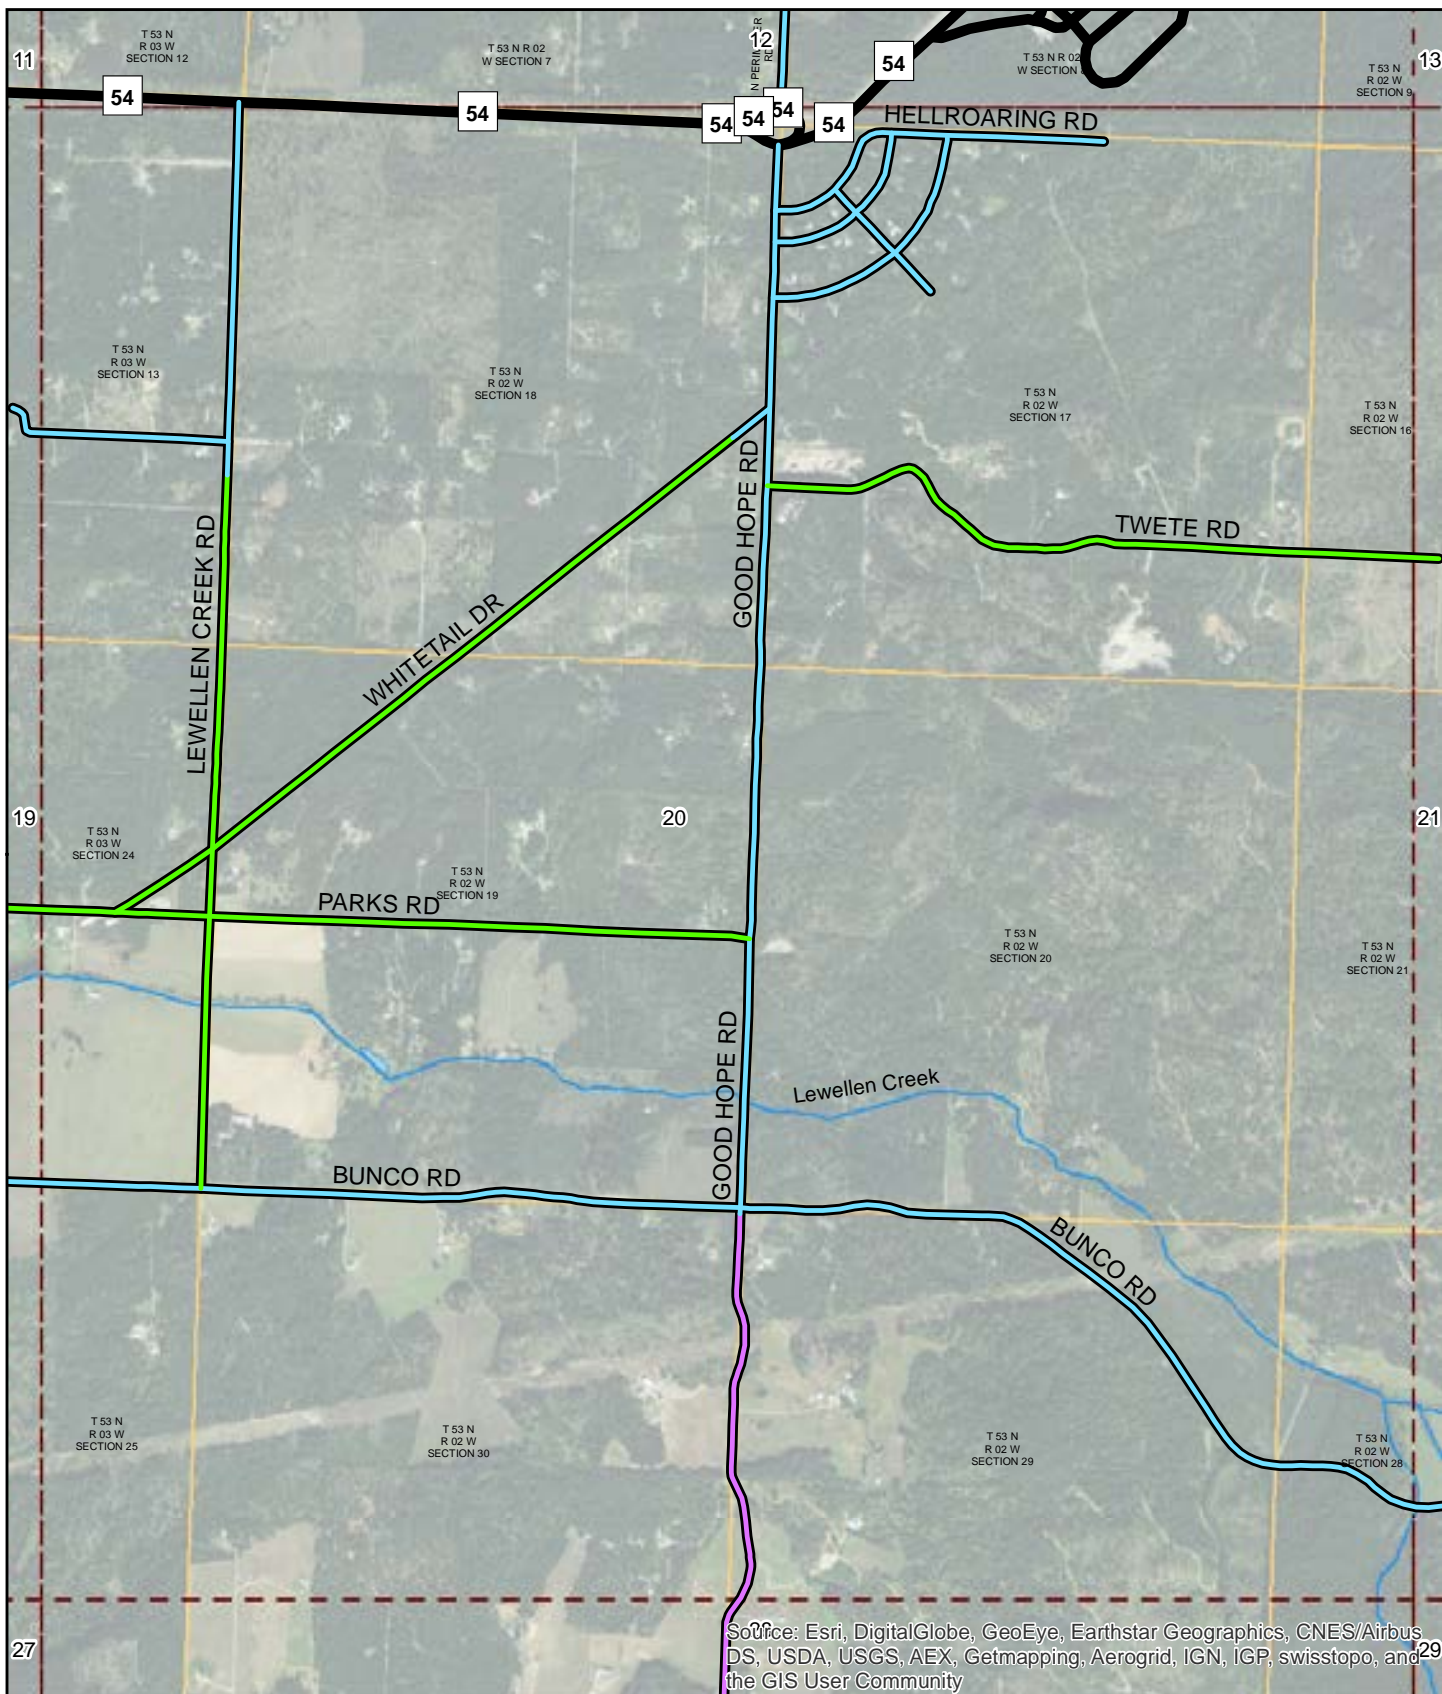 11
T 53 N
R 03 W
SECTION 12
T 53 N R 02
W SECTION 7
12
N PERIMETER
RD
T 53 N R 02
W SECTION
13
T 53 N
R 02 W
SECTION 9
54
54
54
54
54
54
54
HELLROARING RD
T 53 N
R 03 W
SECTION 13
T 53 N
R 02 W
SECTION 18
T 53 N
R 02 W
SECTION 17
T 53 N
R 02 W
SECTION 16
LEWELLEN CREEK RD
WHITETAIL DR
GOOD HOPE RD
TWETE RD
19
20
21
T 53 N
R 03 W
SECTION 24
T 53 N
R 02 W
SECTION 19
PARKS RD
T 53 N
R 02 W
SECTION 20
T 53 N
R 02 W
SECTION 21
GOOD HOPE RD
Lewellen Creek
BUNCO RD
BUNCO RD
T 53 N
R 03 W
SECTION 25
T 53 N
R 02 W
SECTION 30
T 53 N
R 02 W
SECTION 29
T 53 N
R 02 W
SECTION 28
27
29
Source: Esri, DigitalGlobe, GeoEye, Earthstar Geographics, CNES/Airbus
DS, USDA, USGS, AEX, Getmapping, Aerogrid, IGN, IGP, swisstopo, and
the GIS User Community